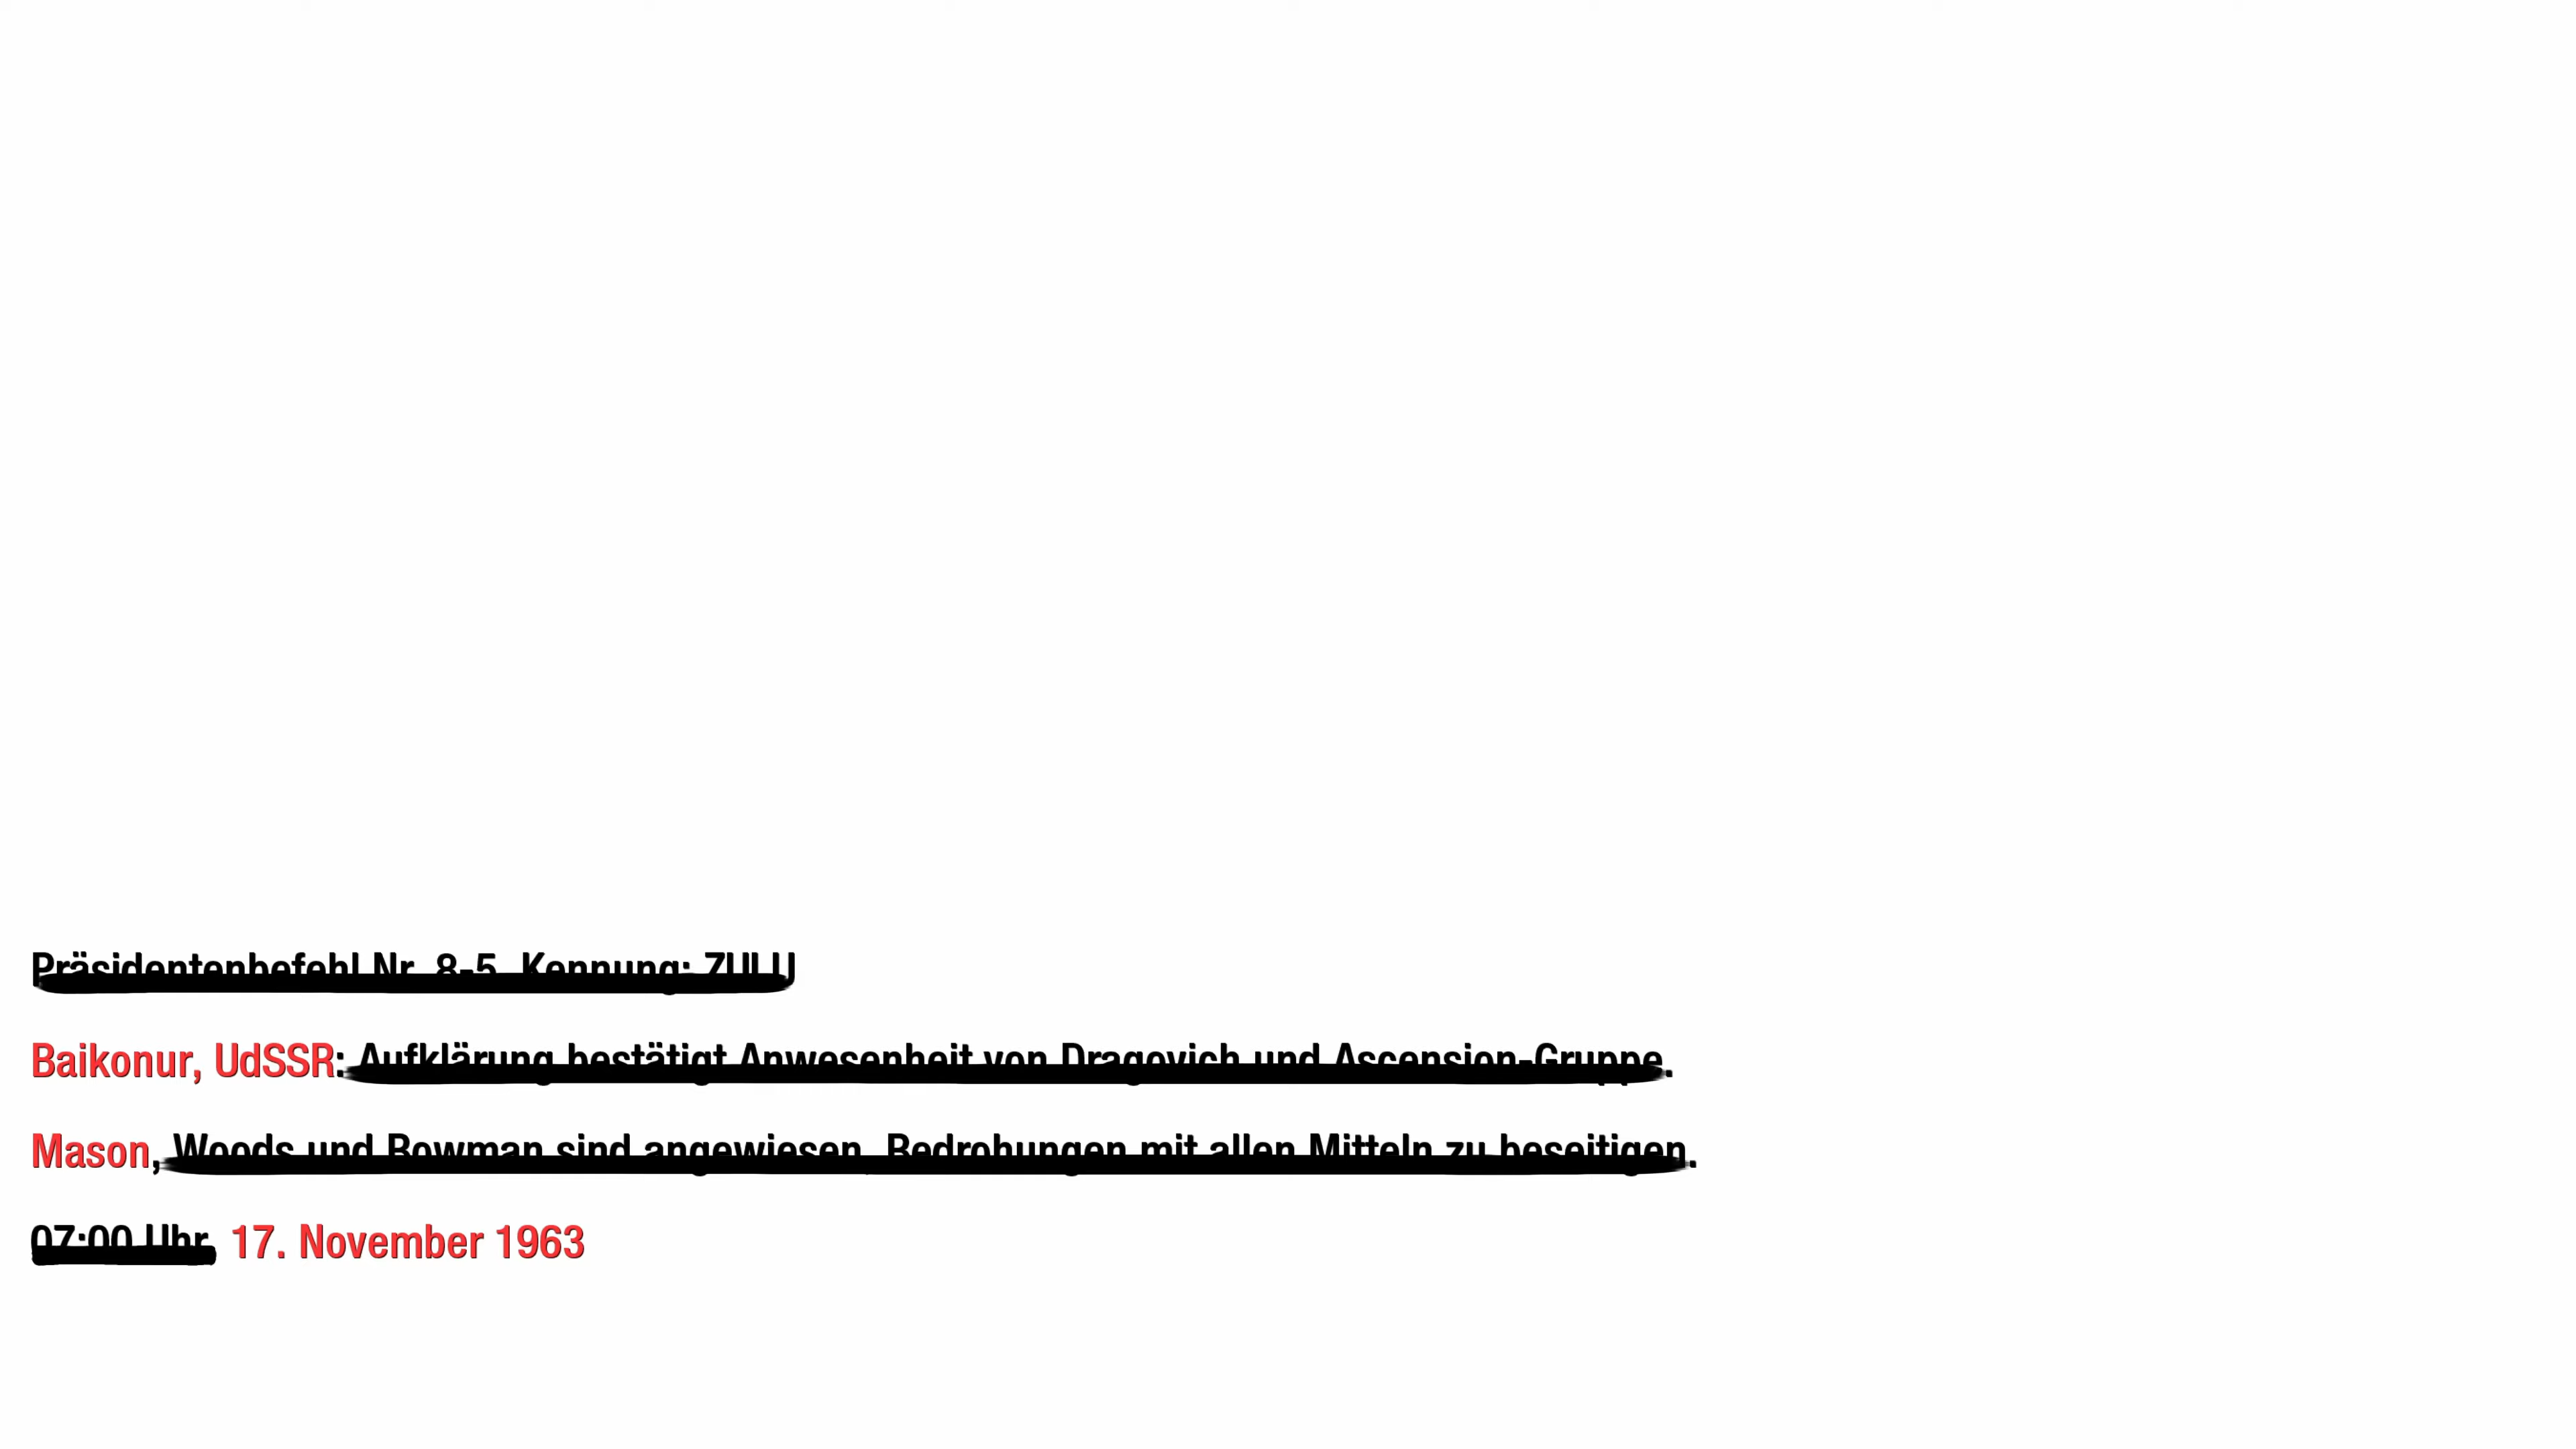 Präsidentenbefehl Nr. 8-5, Kennung: ZULU
Baikonur, UdSSR: Aufklärung bestätigt Anwesenheit von Dragovich und Ascension-Gruppe.
Mason, Woods und Bowman sind angewiesen, Bedrohungen mit allen Mitteln zu beseitigen.
07:00 Uhr, 17. November 1963